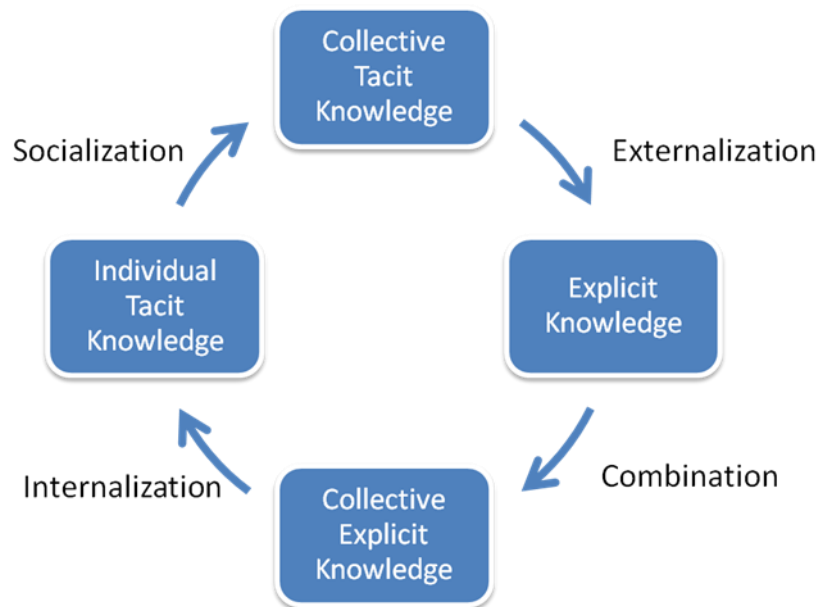 Collective
Tacit
Knowledge
Socialization
Externalization
Individual
Tacit
Knowledge
Explicit
Knowledge
Internalization
Combination
Collective
Explicit
Knowledge